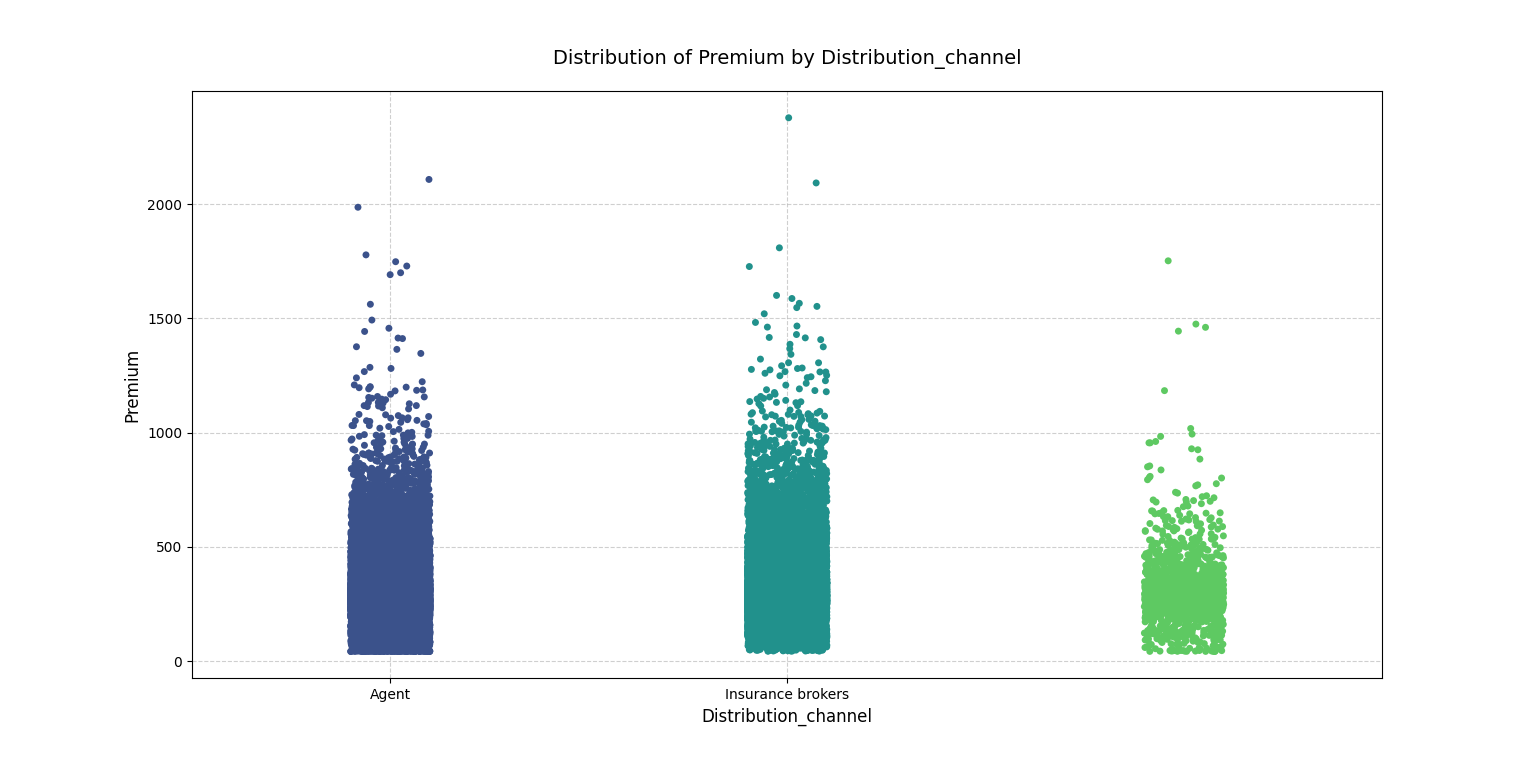 Distribution of Premium by Distribution_channel
Premium
2000
1500
1000
500
0
Agent
Insurance brokers
Distribution_channel